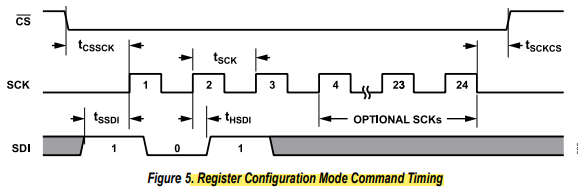 CS
tCSSCK
tSCK
tSCKCS
SCK
1 2 3 4 23 24
tSSDI
tHSDI
OPTIONAL SCKs
SDI
1 0 1
Figure 5. Register Configuration Mode Command Timing